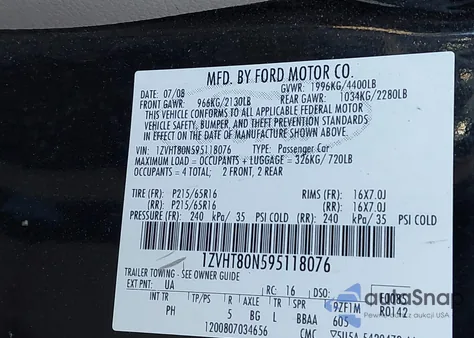 MFD. BY FORD MOTOR CO.
DATE: 07/08 GVWR: 1996KG/4400LB
FRONT GAWR: 966KG/2130LB REAR GAWR: 1034KG/2280LB
THIS VEHICLE CONFORMS TO ALL APPLICABLE FEDERAL MOTOR
VEHICLE SAFETY, BUMPER, AND THEFT PREVENTION STANDARDS
IN EFFECT ON THE DATE OF MANUFACTURE SHOWN ABOVE.
VIN: 1ZVHT80N595118076 TYPE: Passenger Car
MAXIMUM LOAD = OCCUPANTS + LUGGAGE = 326KG/720LB
OCCUPANTS = 4 TOTAL; 2 FRONT, 2 REAR
TIRE(FR): P215/65R16 RIMS(FR): 16X7.0J
(RR): P215/65R16 (RR): 16X7.0J
PRESSURE(FR): 240 kPa/35 PSI COLD (RR): 240 kPa/35 PSI COLD
1ZVHT80N595118076
TRAILER TOWING - SEE OWNER GUIDE
EXT PNT: UA RC: 16 DSO:
INT TR TP/PS R AXLE TR SPR
PH 5 BG L BBAA
9ZF1M R0142
605
1200807034656
autoSnap
Pewność zakupu z aukcji USA